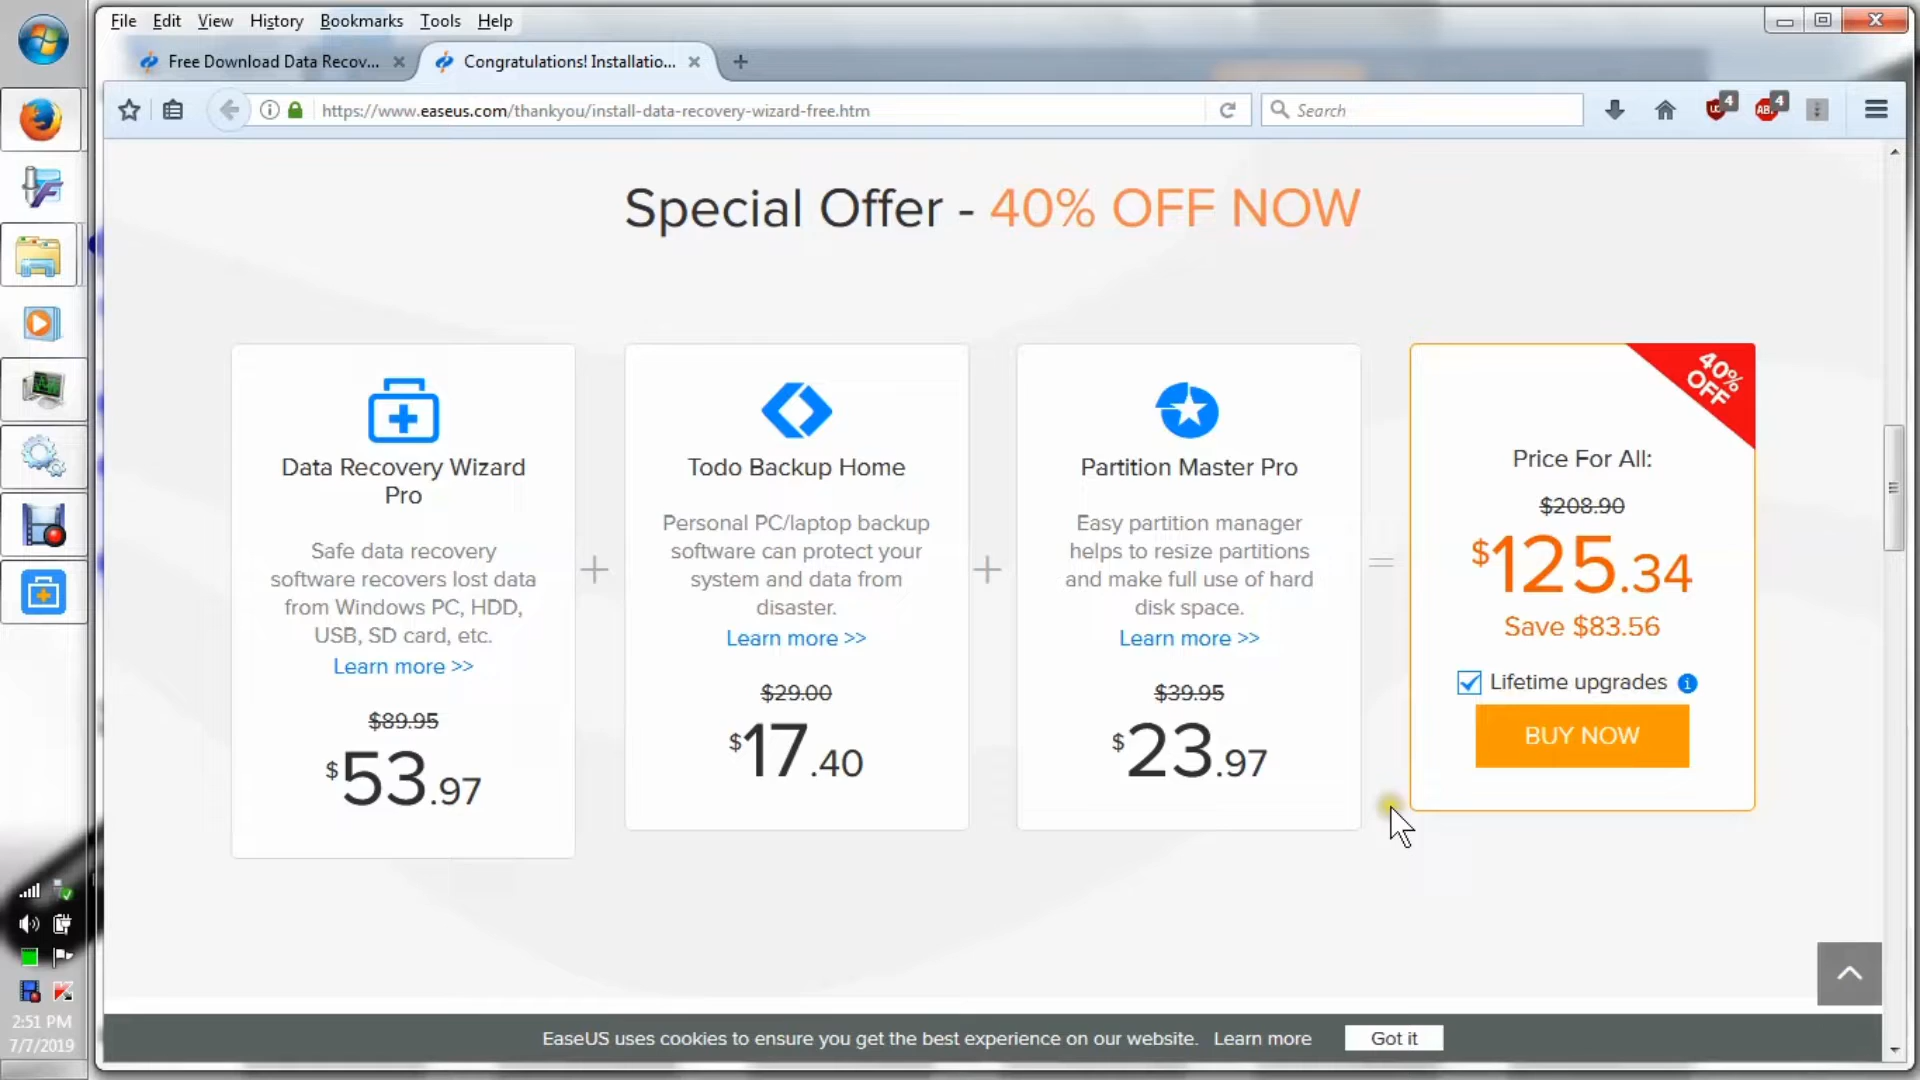 File Edit View History Bookmarks Tools Help
Free Download Data Recov...
Congratulations! Installatio...
https://www.easeus.com/thankyou/install-data-recovery-wizard-free.htm
Search
4
ABP
4
Special Offer - 40% OFF NOW
Data Recovery Wizard
Pro
Safe data recovery
software recovers lost data
from Windows PC, HDD,
USB, SD card, etc.
Learn more >>
$89.95
$53.97
+
Todo Backup Home
Personal PC/laptop backup
software can protect your
system and data from
disaster.
Learn more >>
$29.00
$17.40
+
Partition Master Pro
Easy partition manager
helps to resize partitions
and make full use of hard
disk space.
Learn more >>
$39.95
$23.97
=
40%
OFF
Price For All:
$208.90
$125.34
Save $83.56
Lifetime upgrades
BUY NOW
EaseUS uses cookies to ensure you get the best experience on our website. Learn more
Got it
2:51 PM
7/7/2019